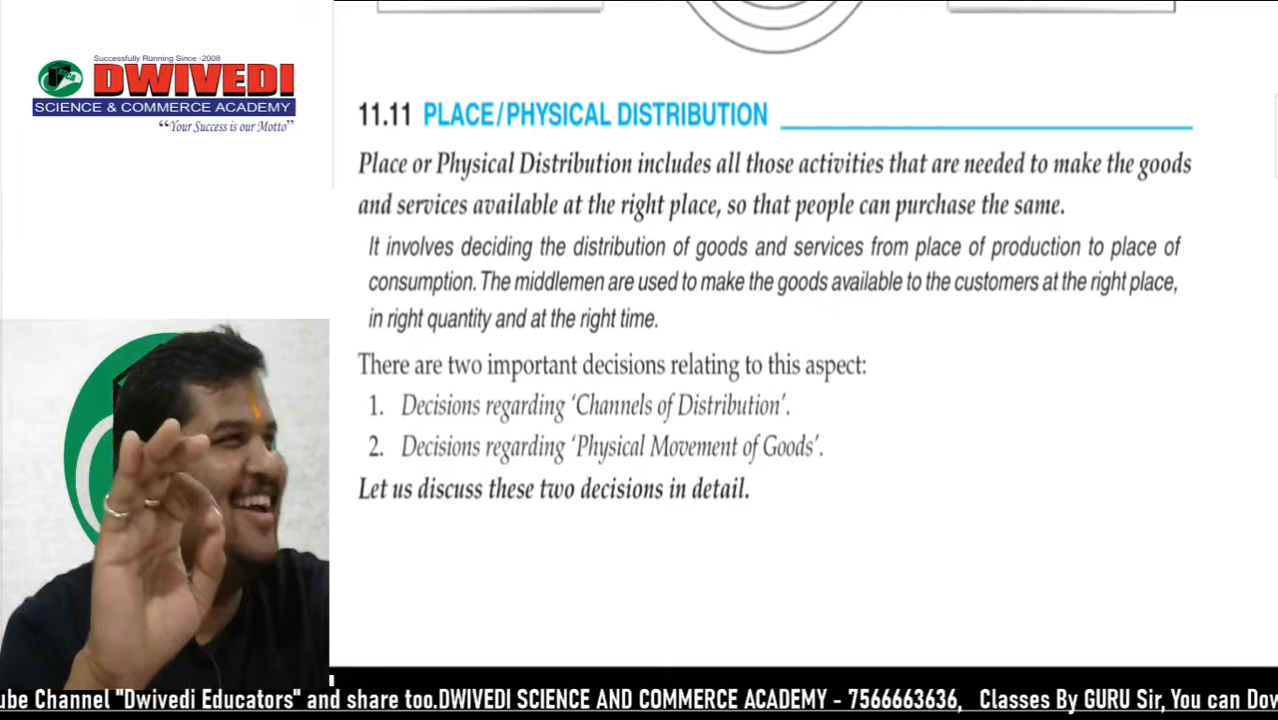 Successfully Running Since -2008
DWIVEDI
SCIENCE & COMMERCE ACADEMY
“Your Success is our Motto”
11.11 PLACE/PHYSICAL DISTRIBUTION
Place or Physical Distribution includes all those activities that are needed to make the goods
and services available at the right place, so that people can purchase the same.
It involves deciding the distribution of goods and services from place of production to place of
consumption. The middlemen are used to make the goods available to the customers at the right place,
in right quantity and at the right time.
There are two important decisions relating to this aspect:
1. Decisions regarding ‘Channels of Distribution’.
2. Decisions regarding ‘Physical Movement of Goods’.
Let us discuss these two decisions in detail.
ube Channel "Dwivedi Educators" and share too.DWIVEDI SCIENCE AND COMMERCE ACADEMY - 7566663636, Classes By GURU Sir, You can Dow